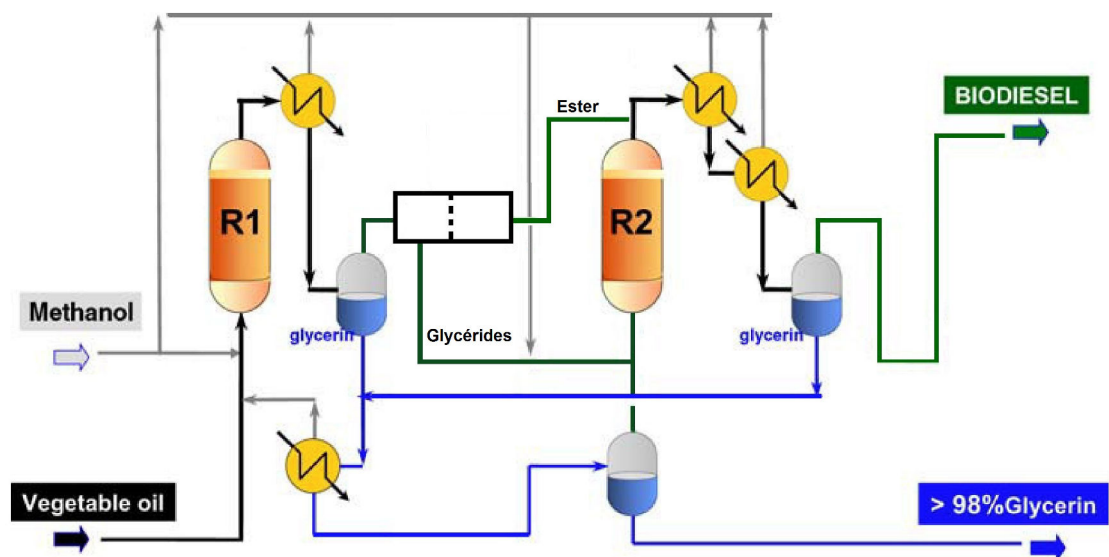 Ester
BIODIESEL
R1
R2
Methanol
glycerin
Glycérides
glycerin
Vegetable oil
> 98%Glycerin